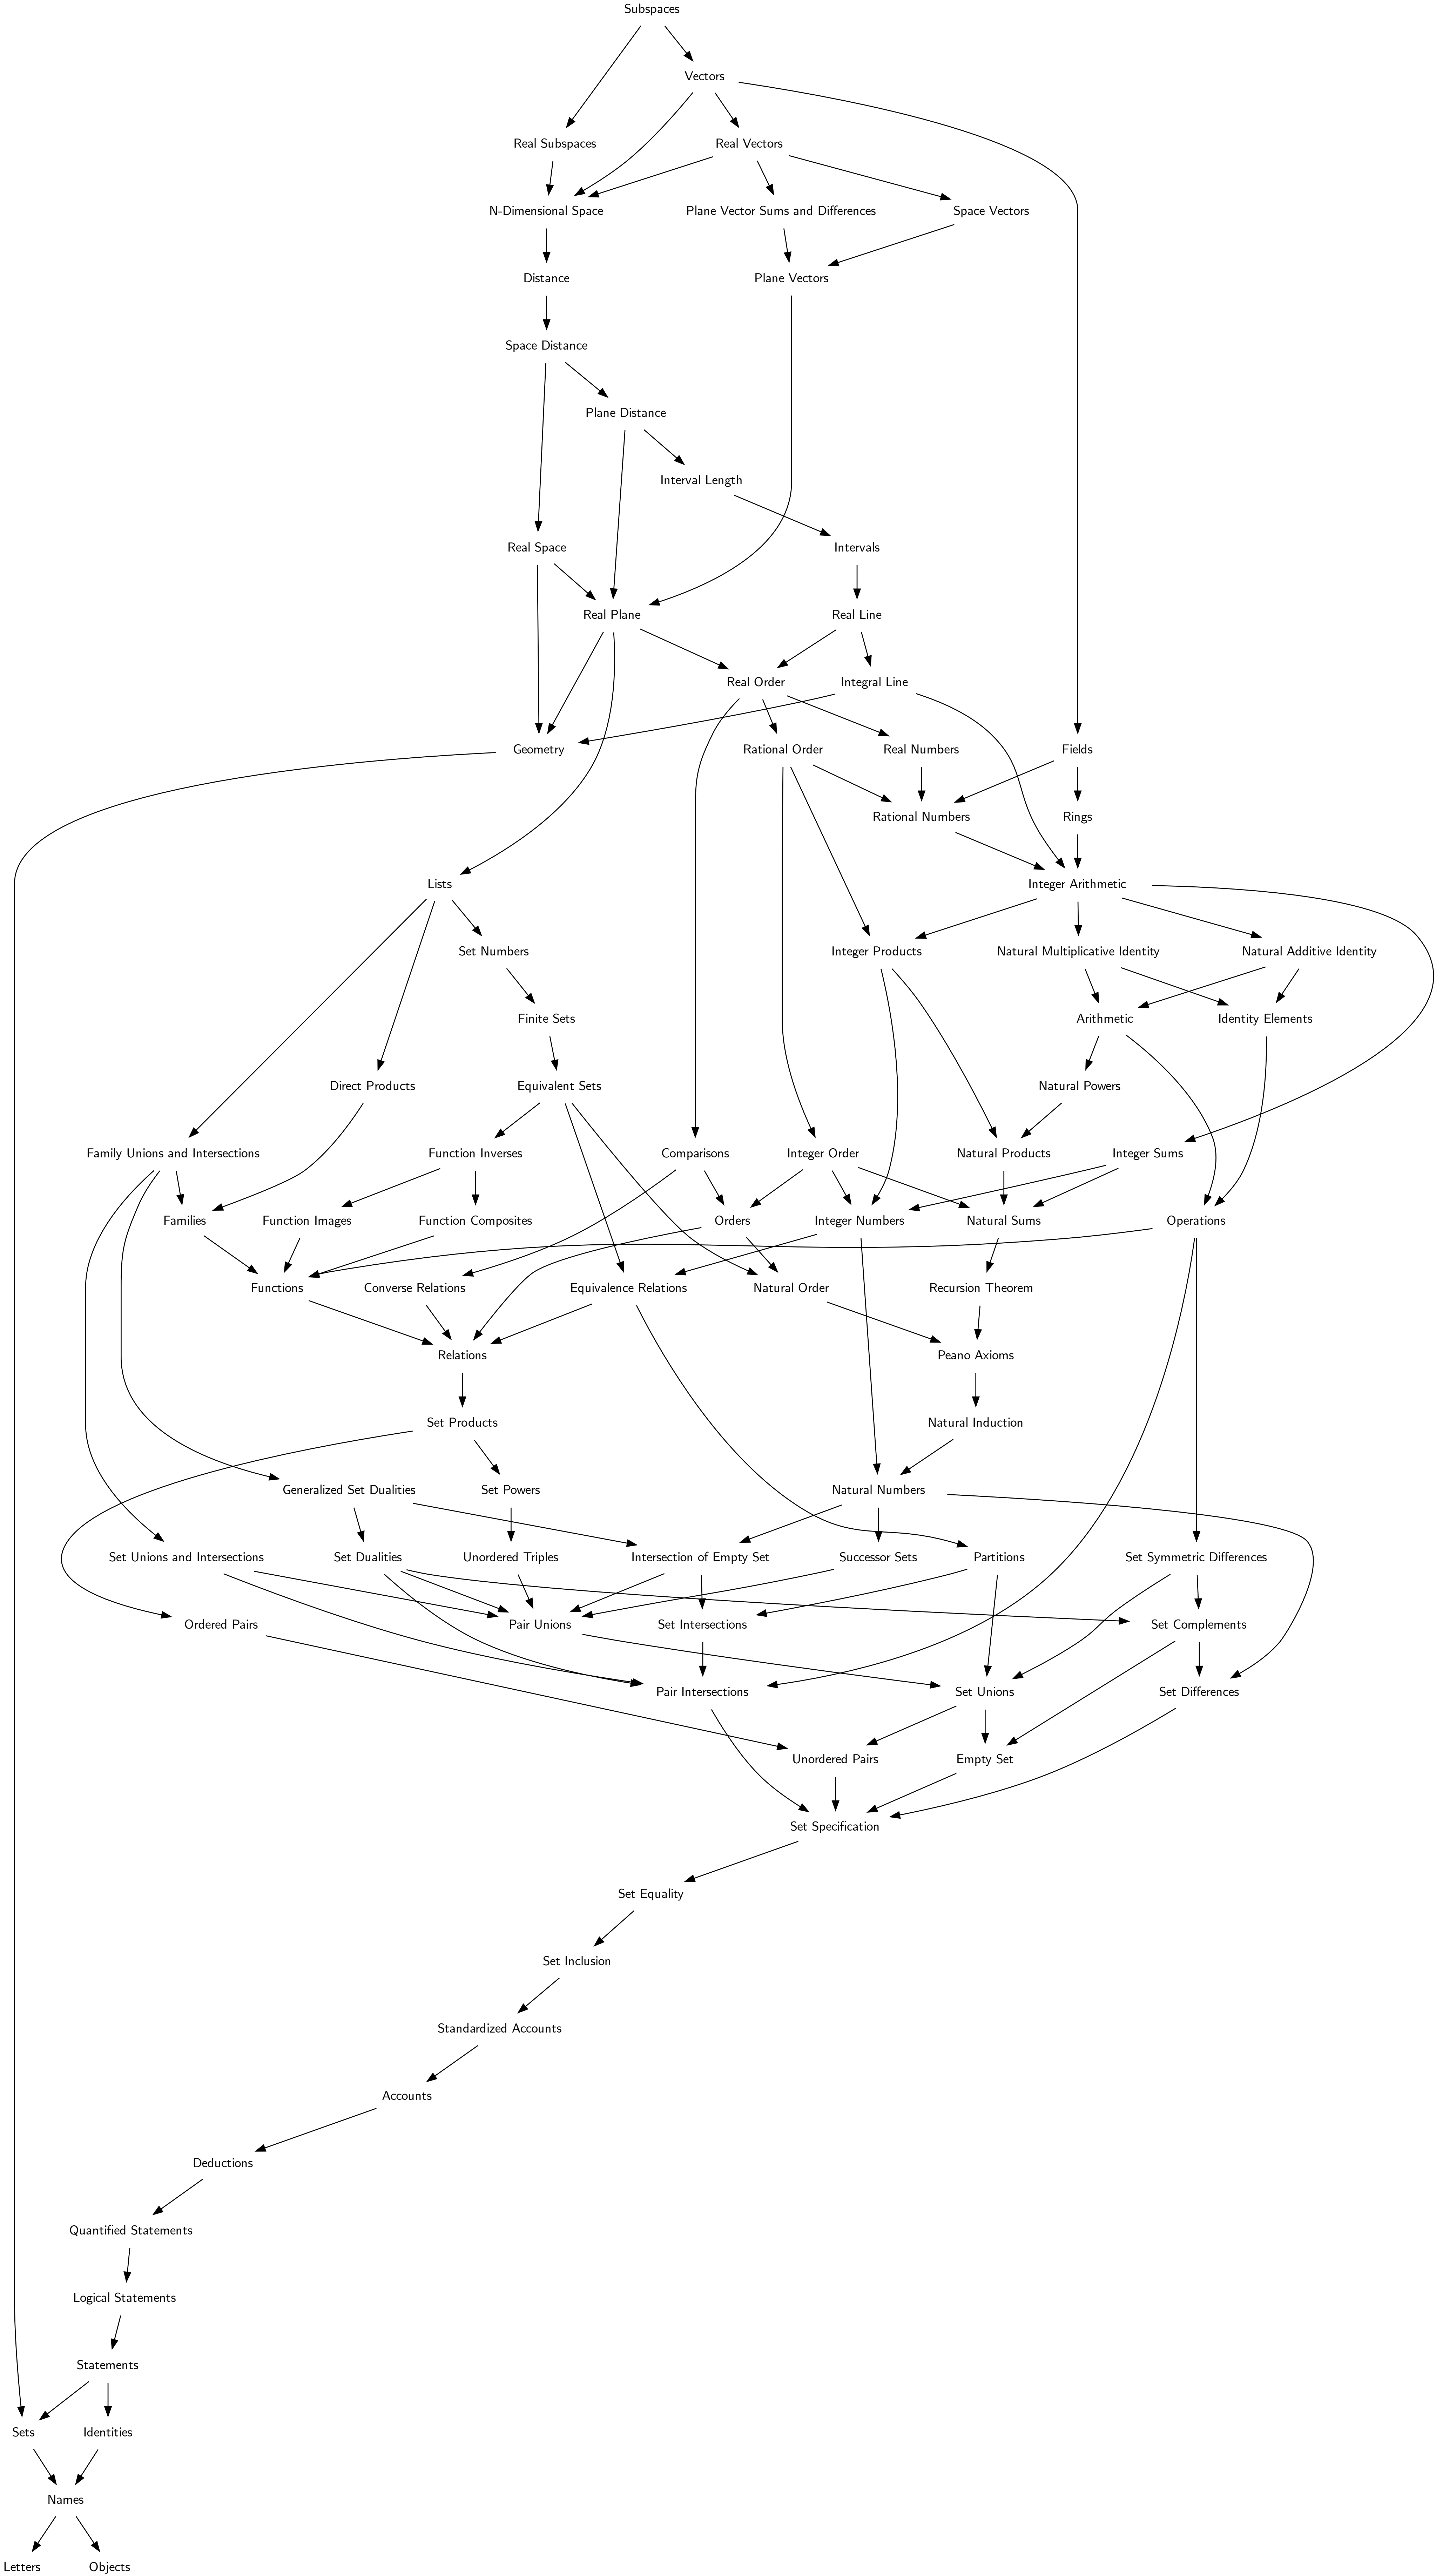 Subspaces
Vectors
Real Subspaces
Real Vectors
N-Dimensional Space
Plane Vector Sums and Differences
Space Vectors
Distance
Plane Vectors
Space Distance
Plane Distance
Interval Length
Real Space
Intervals
Real Plane
Real Line
Real Order
Integral Line
Geometry
Rational Order
Real Numbers
Fields
Rational Numbers
Rings
Lists
Integer Arithmetic
Set Numbers
Integer Products
Natural Multiplicative Identity
Natural Additive Identity
Finite Sets
Arithmetic
Identity Elements
Direct Products
Equivalent Sets
Natural Powers
Family Unions and Intersections
Function Inverses
Comparisons
Integer Order
Natural Products
Integer Sums
Families
Function Images
Function Composites
Orders
Integer Numbers
Natural Sums
Operations
Functions
Converse Relations
Equivalence Relations
Natural Order
Recursion Theorem
Relations
Peano Axioms
Set Products
Natural Induction
Generalized Set Dualities
Set Powers
Natural Numbers
Set Unions and Intersections
Set Dualities
Unordered Triples
Intersection of Empty Set
Successor Sets
Partitions
Set Symmetric Differences
Ordered Pairs
Pair Unions
Set Intersections
Set Complements
Pair Intersections
Set Unions
Set Differences
Unordered Pairs
Empty Set
Set Specification
Set Equality
Set Inclusion
Standardized Accounts
Accounts
Deductions
Quantified Statements
Logical Statements
Statements
Sets
Identities
Names
Letters
Objects